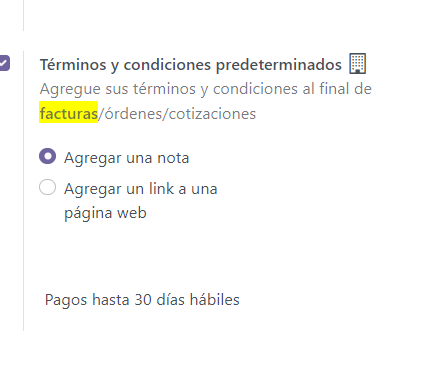 Términos y condiciones predeterminados
Agregue sus términos y condiciones al final de
facturas/órdenes/cotizaciones
Agregar una nota
Agregar un link a una
página web
Pagos hasta 30 días hábiles